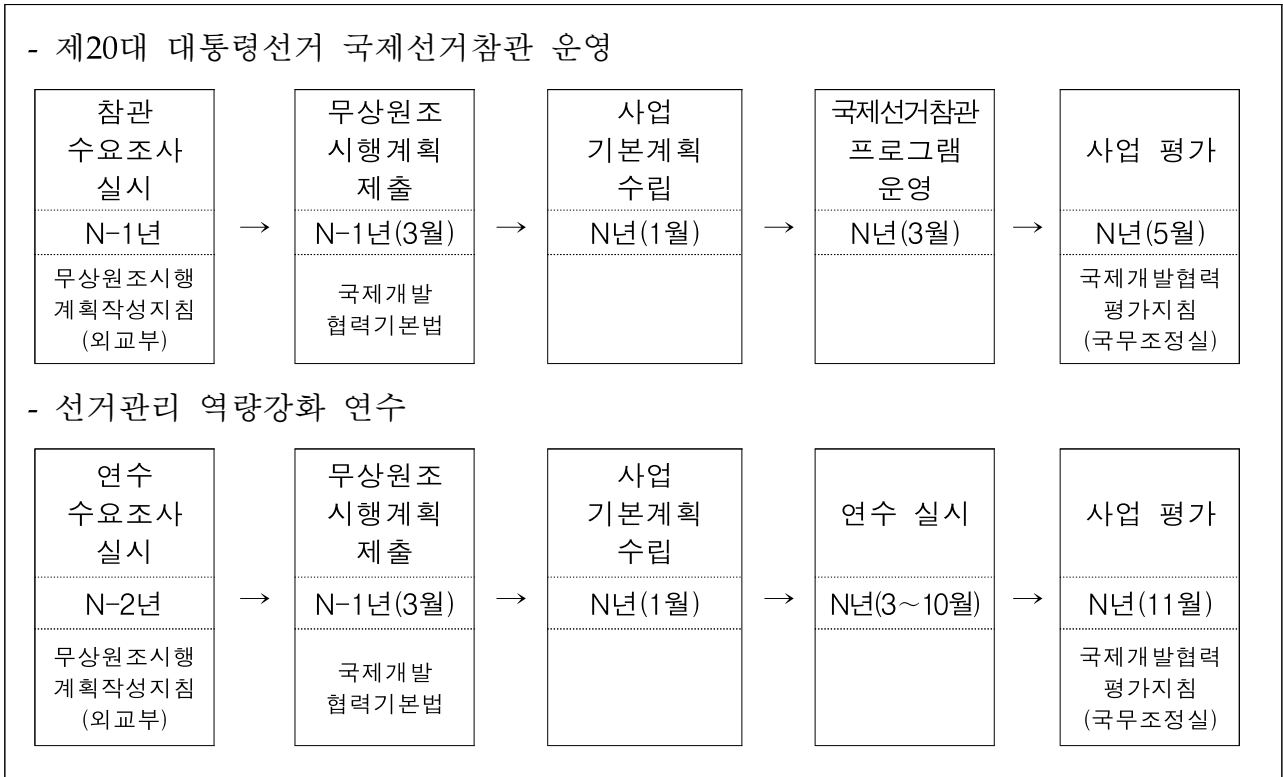 - 제20대 대통령선거 국제선거참관 운영
참관
수요조사
실시
N-1년
무상원조시행
계획작성지침
(외교부)
→
무상원조
시행계획
제출
N-1년(3월)
국제개발
협력기본법
→
사업
기본계획
수립
N년(1월)
→
국제선거참관
프로그램
운영
N년(3월)
→
사업 평가
N년(5월)
국제개발협력
평가지침
(국무조정실)
- 선거관리 역량강화 연수
연수
수요조사
실시
N-2년
무상원조시행
계획작성지침
(외교부)
→
무상원조
시행계획
제출
N-1년(3월)
국제개발
협력기본법
→
사업
기본계획
수립
N년(1월)
→
연수 실시
N년(3~10월)
→
사업 평가
N년(11월)
국제개발협력
평가지침
(국무조정실)